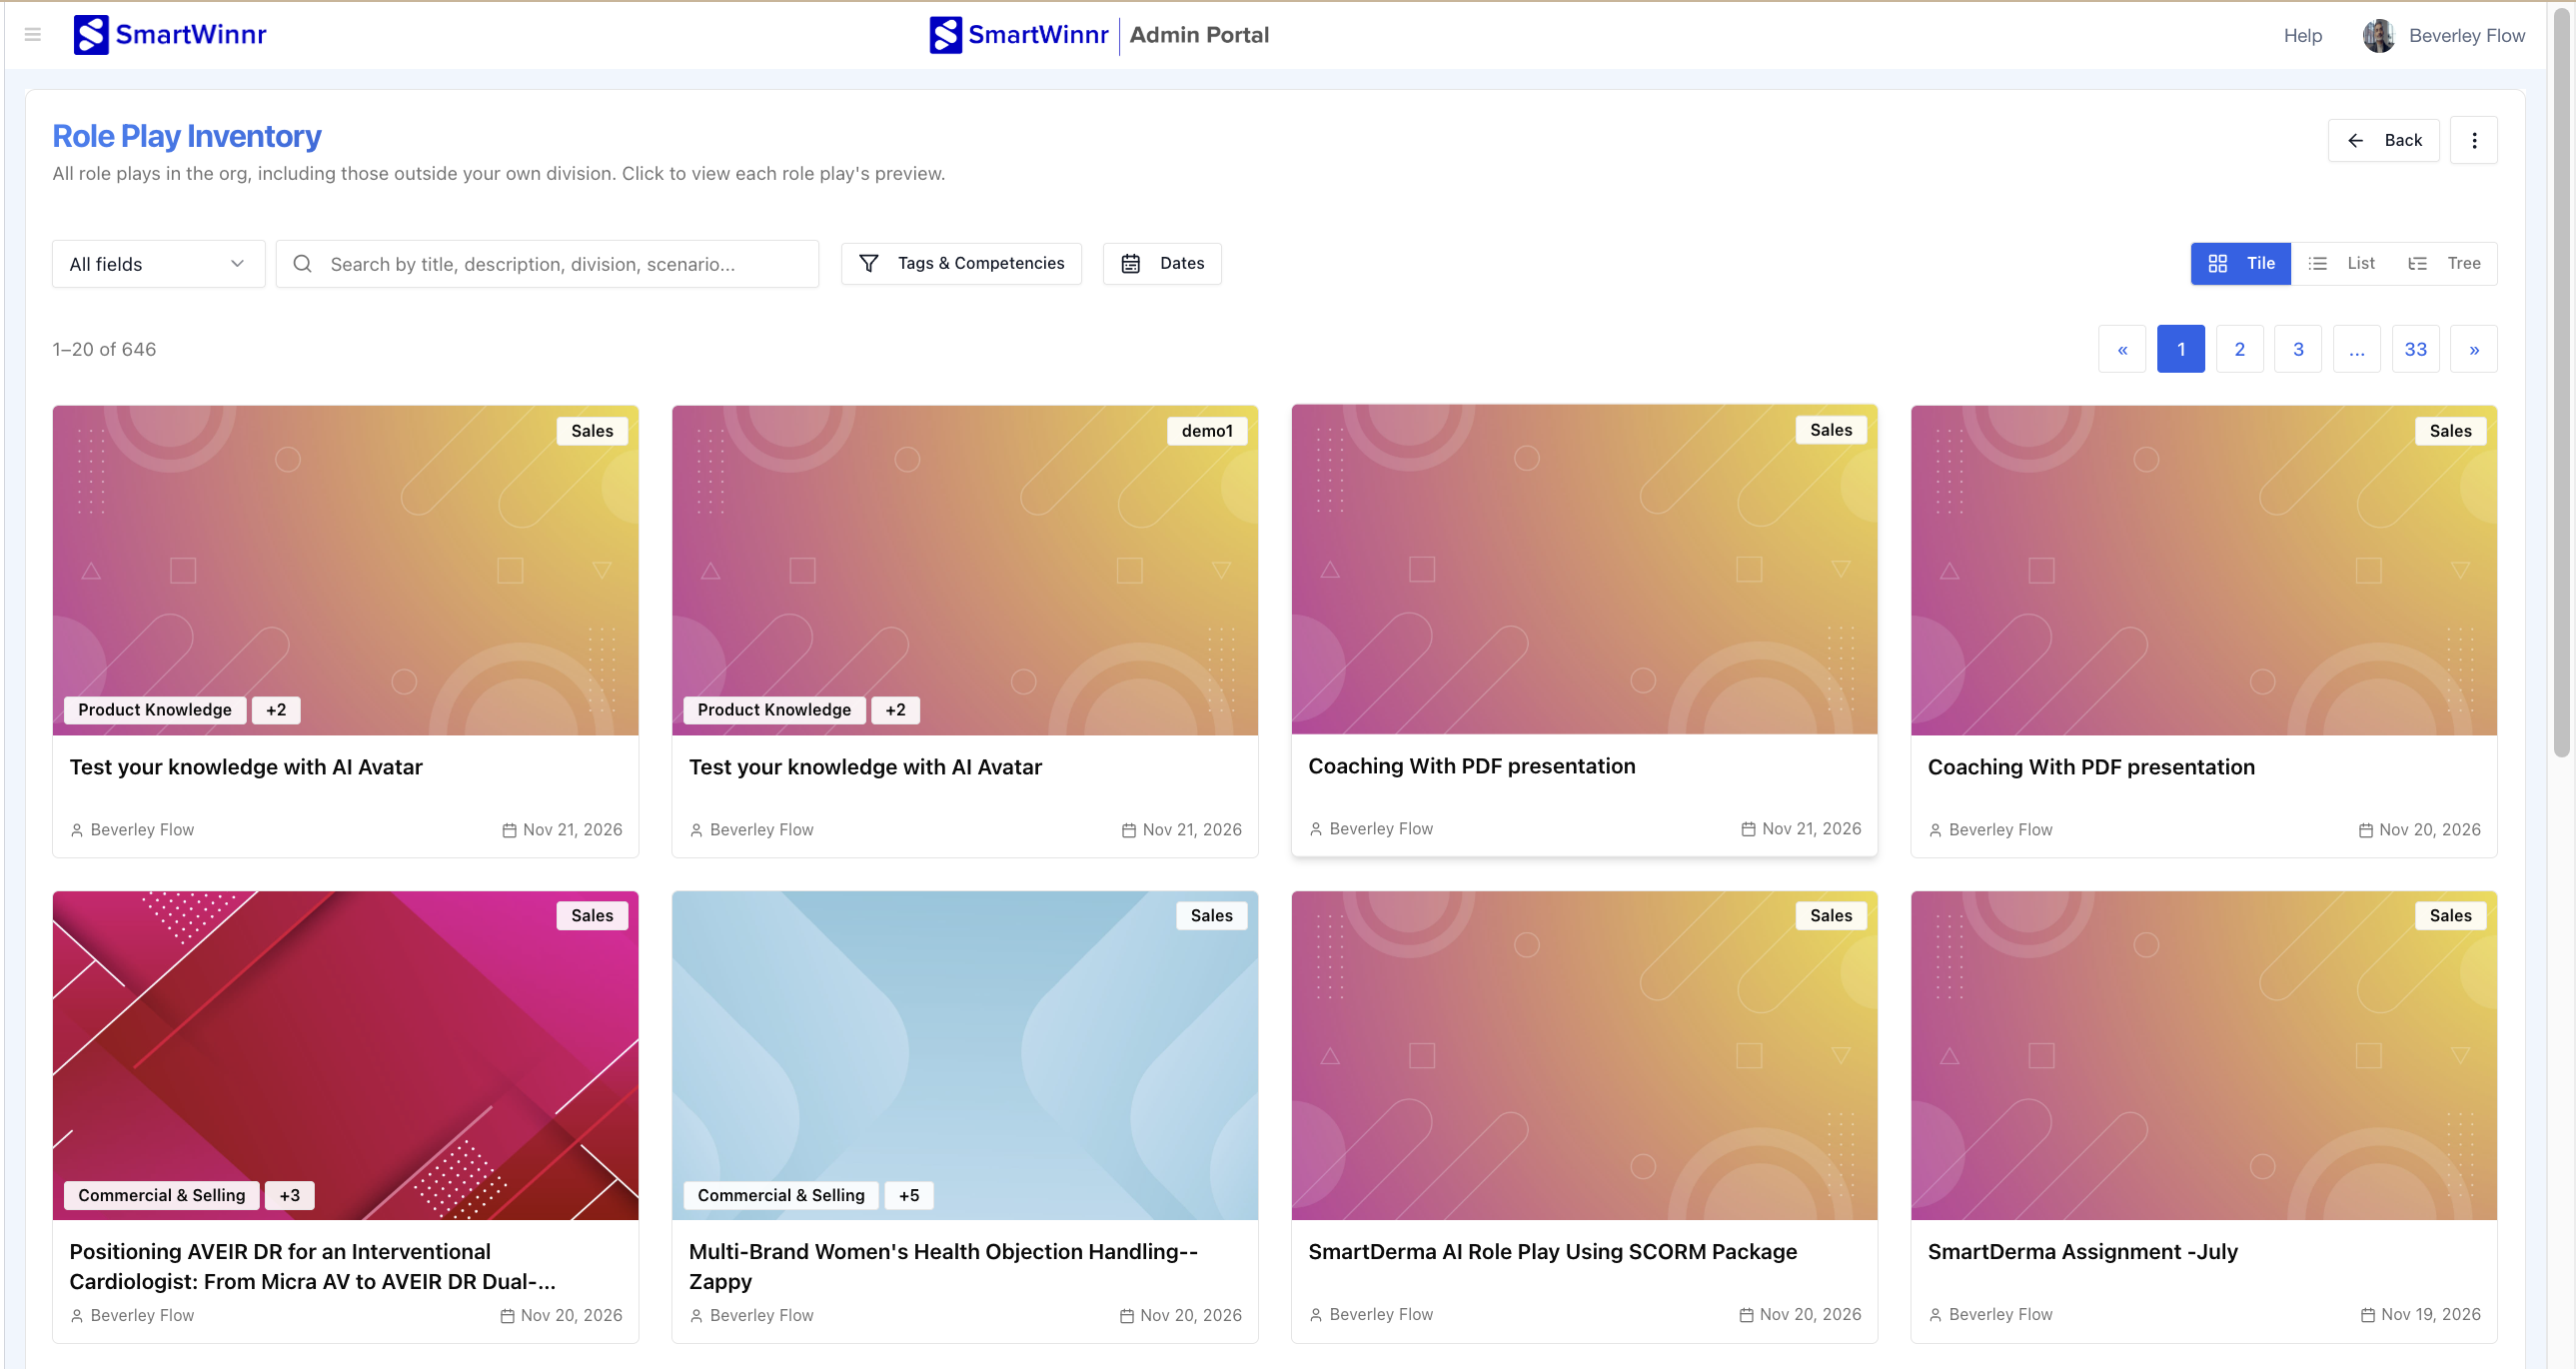 SmartWinnr
SmartWinnr | Admin Portal
Help
Beverley Flow
Role Play Inventory
All role plays in the org, including those outside your own division. Click to view each role play's preview.
Back
All fields
Search by title, description, division, scenario...
Tags & Competencies
Dates
Tile
List
Tree
1–20 of 646
« 1 2 3 ... 33 »
Sales
Product Knowledge +2
Test your knowledge with AI Avatar
Beverley Flow Nov 21, 2026
demo1
Product Knowledge +2
Test your knowledge with AI Avatar
Beverley Flow Nov 21, 2026
Sales
Coaching With PDF presentation
Beverley Flow Nov 21, 2026
Sales
Coaching With PDF presentation
Beverley Flow Nov 20, 2026
Sales
Commercial & Selling +3
Positioning AVEIR DR for an Interventional
Cardiologist: From Micra AV to AVEIR DR Dual-...
Beverley Flow Nov 20, 2026
Sales
Commercial & Selling +5
Multi-Brand Women's Health Objection Handling--
Zappy
Beverley Flow Nov 20, 2026
Sales
SmartDerma AI Role Play Using SCORM Package
Beverley Flow Nov 20, 2026
Sales
SmartDerma Assignment -July
Beverley Flow Nov 19, 2026